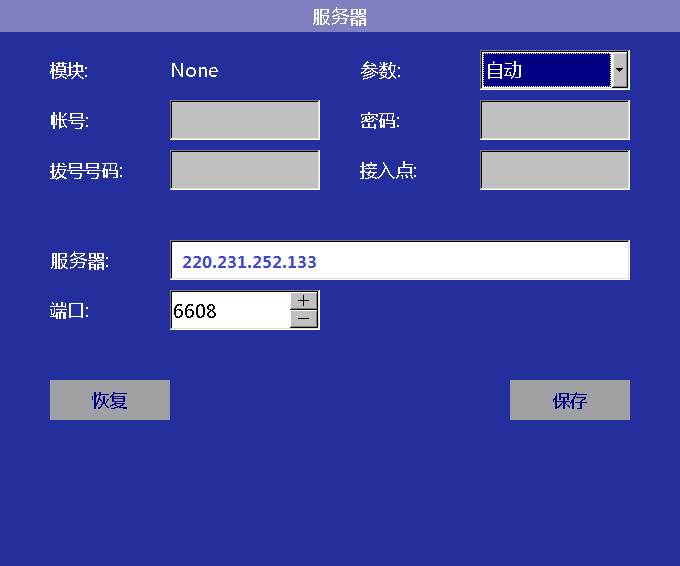 服务器
模块: None 参数: 自动
帐号: 密码:
拔号号码: 接入点:
服务器: 220.231.252.133
端口: 6608
恢复 保存